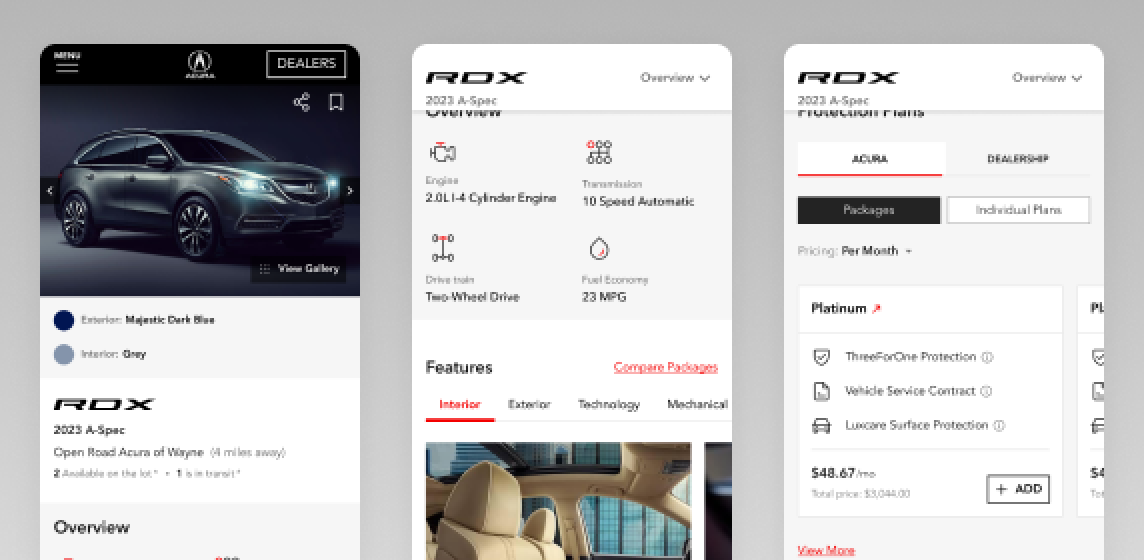 MENU
ACURA
DEALERS
View Gallery
Exterior: Majestic Dark Blue
Interior: Grey
RDX
2023 A-Spec
Open Road Acura of Wayne (4 miles away)
2 Available on the lot* • 1 is in transit*
Overview
RDX
Overview
2023 A-Spec
Overview
Engine
2.0L I-4 Cylinder Engine
Transmission
10 Speed Automatic
Drive train
Two-Wheel Drive
Fuel Economy
23 MPG
Features
Compare Packages
Interior Exterior Technology Mechanical
RDX
Overview
2023 A-Spec
Protection Plans
ACURA DEALERSHIP
Packages Individual Plans
Pricing: Per Month
Platinum
Pl
ThreeForOne Protection
Vehicle Service Contract
Luxcare Surface Protection
$48.67/mo
Total price: $3,044.00
+ ADD
$4
Tot
View More